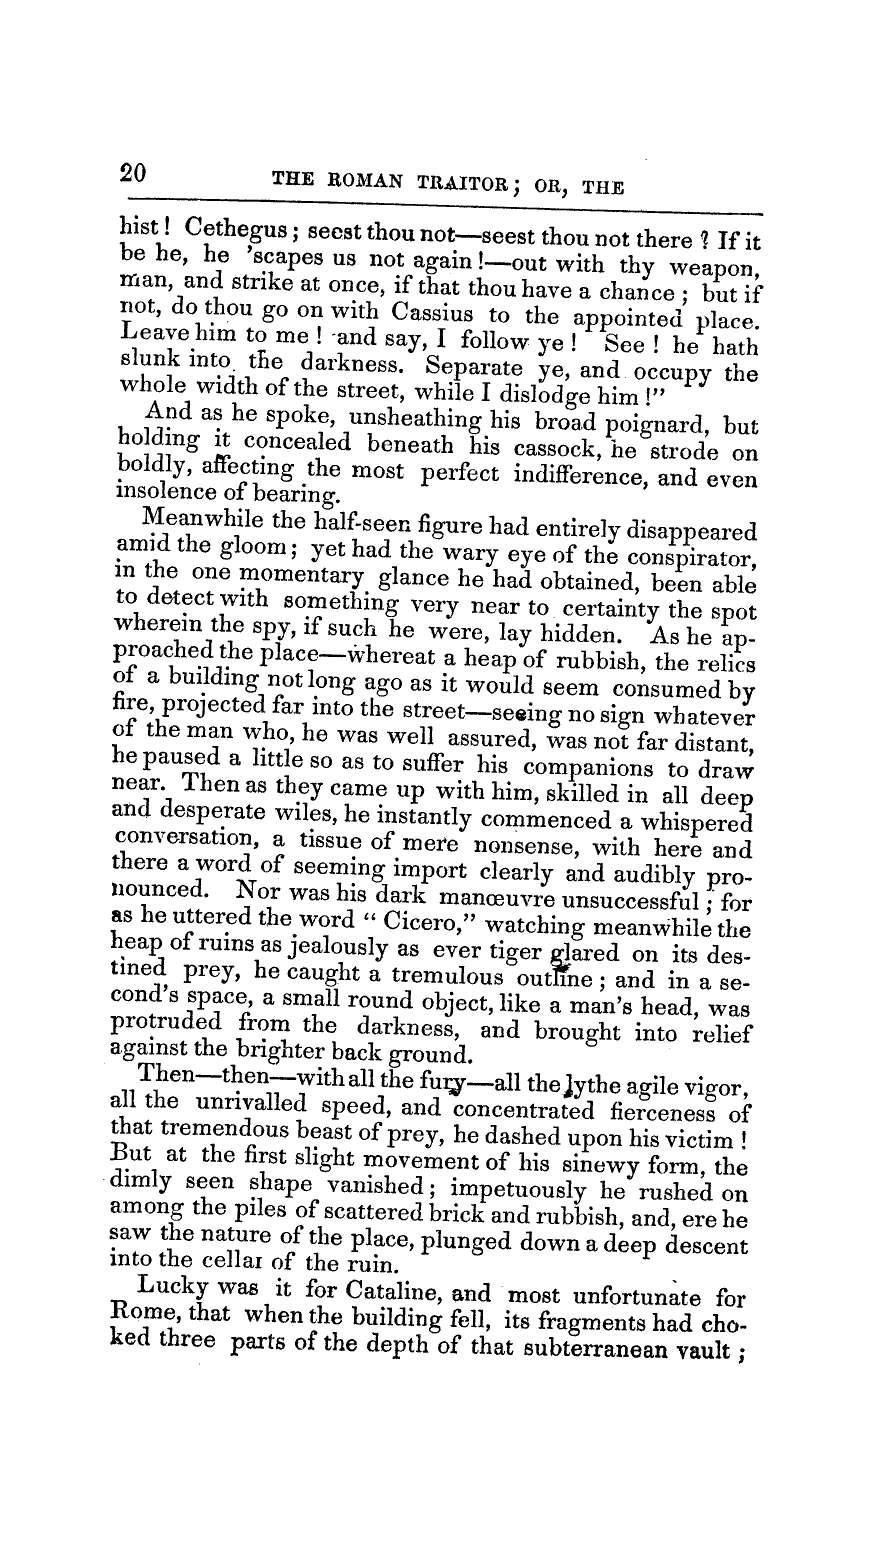 20 THE ROMAN TRAITOR; OR, THE
hist! Cethegus; seest thou not—seest thou not there? If it
be he, he 'scapes us not again!—out with thy weapon,
man, and strike at once, if that thou have a chance; but if
not, do thou go on with Cassius to the appointed place.
Leave him to me! and say, I follow ye! See! he hath
slunk into the darkness. Separate ye, and occupy the
whole width of the street, while I dislodge him!"
And as he spoke, unsheathing his broad poignard, but
holding it concealed beneath his cassock, he strode on
boldly, affecting the most perfect indifference, and even
insolence of bearing.
Meanwhile the half-seen figure had entirely disappeared
amid the gloom; yet had the wary eye of the conspirator,
in the one momentary glance he had obtained, been able
to detect with something very near to certainty the spot
wherein the spy, if such he were, lay hidden. As he ap-
proached the place—whereat a heap of rubbish, the relics
of a building not long ago as it would seem consumed by
fire, projected far into the street—seeing no sign whatever
of the man who, he was well assured, was not far distant,
he paused a little so as to suffer his companions to draw
near. Then as they came up with him, skilled in all deep
and desperate wiles, he instantly commenced a whispered
conversation, a tissue of mere nonsense, with here and
there a word of seeming import clearly and audibly pro-
nounced. Nor was his dark manœuvre unsuccessful; for
as he uttered the word "Cicero," watching meanwhile the
heap of ruins as jealously as ever tiger glared on its des-
tined prey, he caught a tremulous outline; and in a se-
cond's space, a small round object, like a man's head, was
protruded from the darkness, and brought into relief
against the brighter back ground.
Then—then—with all the fury—all the lythe agile vigor,
all the unrivalled speed, and concentrated fierceness of
that tremendous beast of prey, he dashed upon his victim!
But at the first slight movement of his sinewy form, the
dimly seen shape vanished; impetuously he rushed on
among the piles of scattered brick and rubbish, and, ere he
saw the nature of the place, plunged down a deep descent
into the cellar of the ruin.
Lucky was it for Cataline, and most unfortunate for
Rome, that when the building fell, its fragments had cho-
ked three parts of the depth of that subterranean vault;